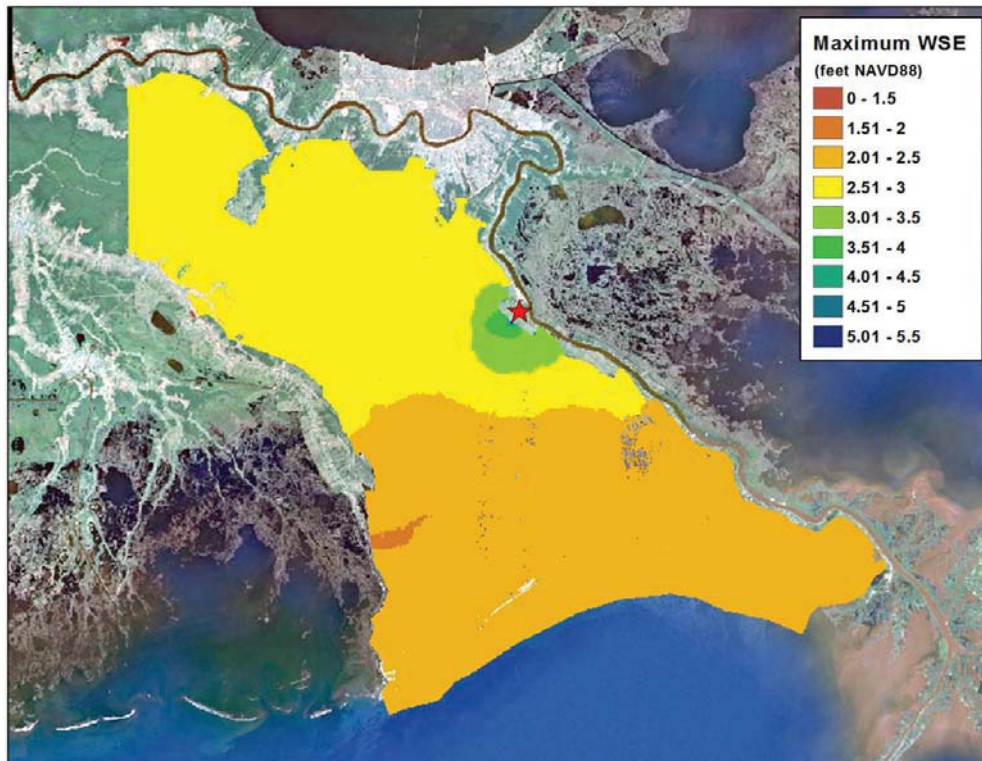 Maximum WSE
(feet NAVD88)
0 - 1.5
1.51 - 2
2.01 - 2.5
2.51 - 3
3.01 - 3.5
3.51 - 4
4.01 - 4.5
4.51 - 5
5.01 - 5.5